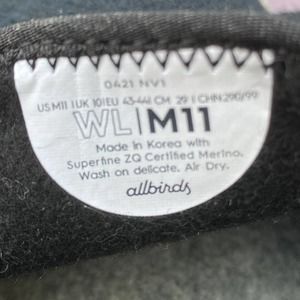 0421 NV1
US M11 | UK 10 | EU 43-44 | CM 29 | CHN 290/99
WL|M11
Made in Korea with
Superfine ZQ Certified Merino.
Wash on delicate. Air Dry.
allbirds